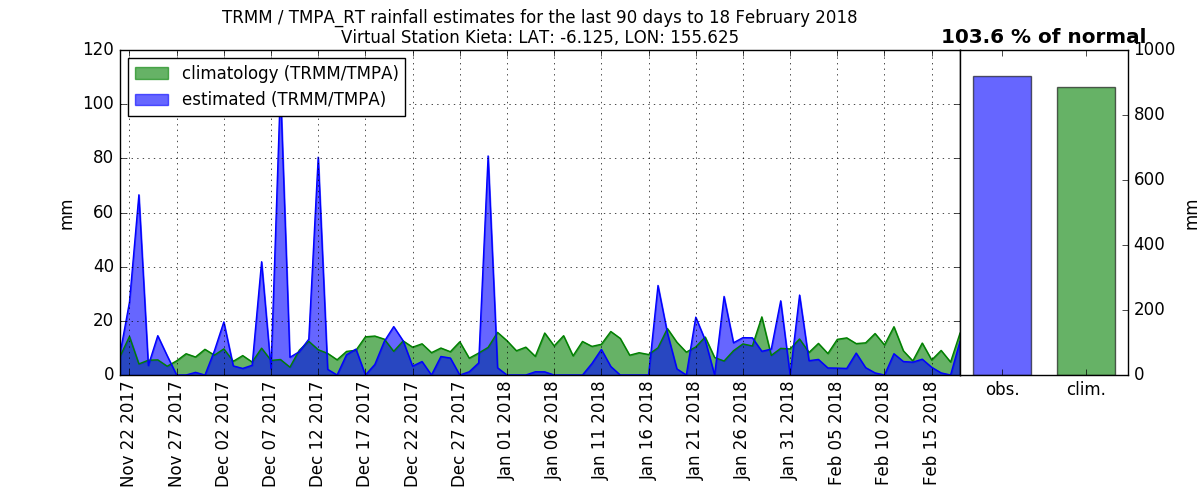 TRMM / TMPA_RT rainfall estimates for the last 90 days to 18 February 2018
Virtual Station Kieta: LAT: -6.125, LON: 155.625
103.6 % of normal
climatology (TRMM/TMPA)
estimated (TRMM/TMPA)
mm
120
100
80
60
40
20
0
Nov 22 2017
Nov 27 2017
Dec 02 2017
Dec 07 2017
Dec 12 2017
Dec 17 2017
Dec 22 2017
Dec 27 2017
Jan 01 2018
Jan 06 2018
Jan 11 2018
Jan 16 2018
Jan 21 2018
Jan 26 2018
Jan 31 2018
Feb 05 2018
Feb 10 2018
Feb 15 2018
obs.
clim.
1000
800
600
400
200
0
mm